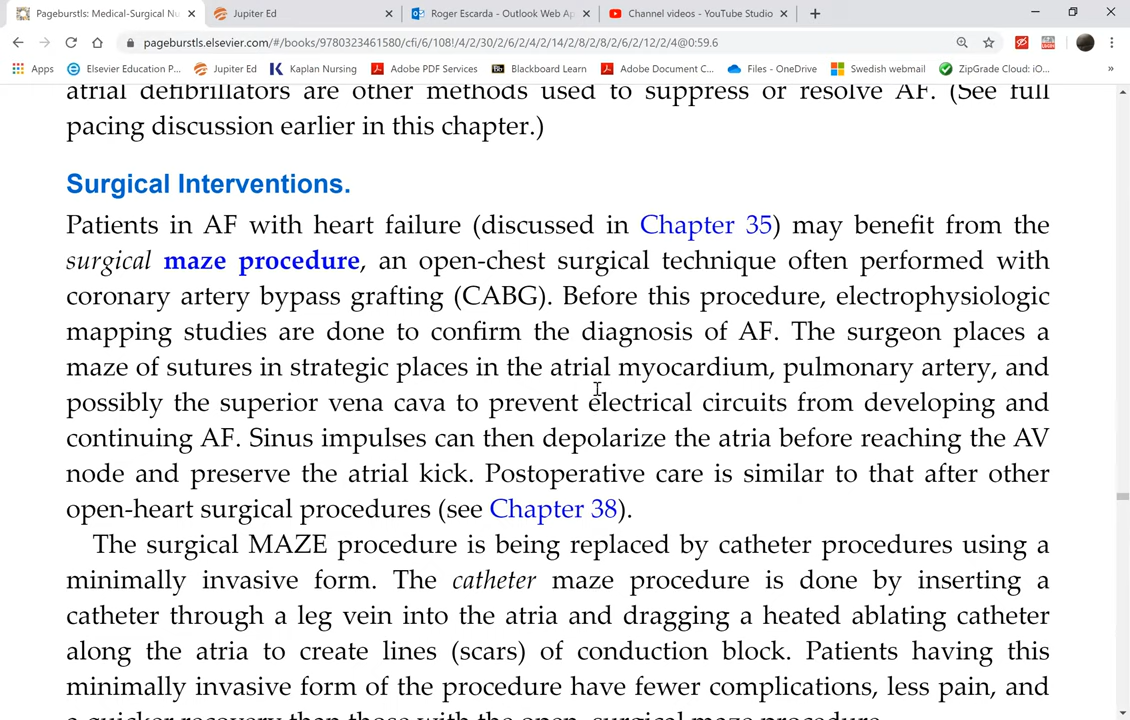 Pageburstls: Medical-Surgical Nu
Jupiter Ed
Roger Escarda - Outlook Web Ap
Channel videos - YouTube Studio
pageburstls.elsevier.com/#/books/9780323461580/cfi/6/108!/4/2/30/2/6/2/4/2/14/2/8/2/8/2/6/2/12/2/4@0:59.6
Apps
Elsevier Education P...
Jupiter Ed
Kaplan Nursing
Adobe PDF Services
Blackboard Learn
Adobe Document C...
Files - OneDrive
Swedish webmail
ZipGrade Cloud: iO...
»
atrial defibrillators are other methods used to suppress or resolve AF. (See full
pacing discussion earlier in this chapter.)
Surgical Interventions.
Patients in AF with heart failure (discussed in Chapter 35) may benefit from the
surgical maze procedure, an open-chest surgical technique often performed with
coronary artery bypass grafting (CABG). Before this procedure, electrophysiologic
mapping studies are done to confirm the diagnosis of AF. The surgeon places a
maze of sutures in strategic places in the atrial myocardium, pulmonary artery, and
possibly the superior vena cava to prevent electrical circuits from developing and
continuing AF. Sinus impulses can then depolarize the atria before reaching the AV
node and preserve the atrial kick. Postoperative care is similar to that after other
open-heart surgical procedures (see Chapter 38).
The surgical MAZE procedure is being replaced by catheter procedures using a
minimally invasive form. The catheter maze procedure is done by inserting a
catheter through a leg vein into the atria and dragging a heated ablating catheter
along the atria to create lines (scars) of conduction block. Patients having this
minimally invasive form of the procedure have fewer complications, less pain, and
a quicker recovery than those with the open, surgical maze procedure.